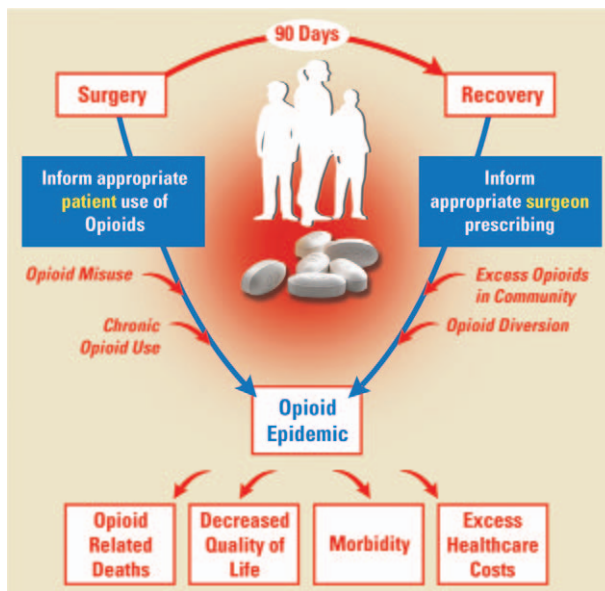 90 Days
Surgery
Recovery
Inform appropriate
patient use of
Opioids
Inform
appropriate surgeon
prescribing
Opioid Misuse
Excess Opioids
in Community
Chronic
Opioid Use
Opioid Diversion
Opioid
Epidemic
Opioid
Related
Deaths
Decreased
Quality of
Life
Morbidity
Excess
Healthcare
Costs